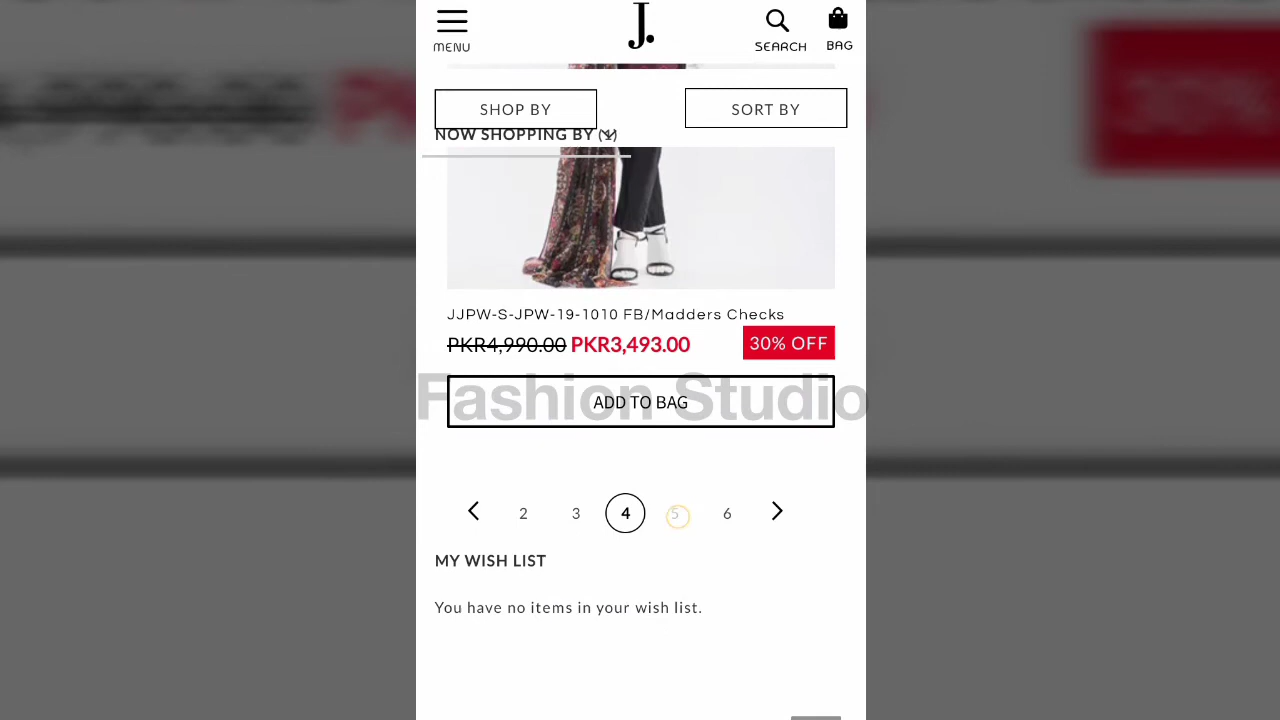 MENU
J.
SEARCH
BAG
SHOP BY
SORT BY
NOW SHOPPING BY (1)
JJPW-S-JPW-19-1010 FB/Madders Checks
PKR4,990.00 PKR3,493.00
30% OFF
Fashion Studio
ADD TO BAG
2 3 4 5 6
MY WISH LIST
You have no items in your wish list.